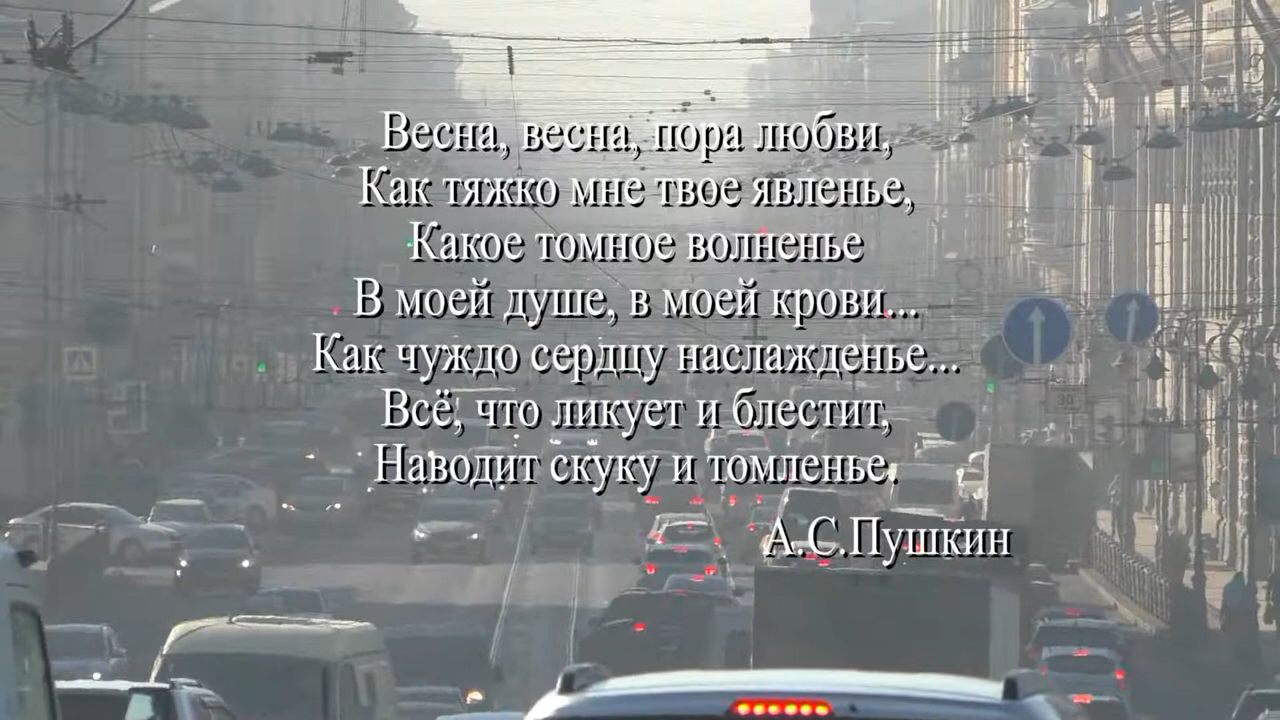 Весна, весна, пора любви,
Как тяжко мне твое явленье,
Какое томное волненье
В моей душе, в моей крови...
Как чуждо сердцу наслажденье...
Всё, что ликует и блестит,
Наводит скуку и томленье.
А.С.Пушкин